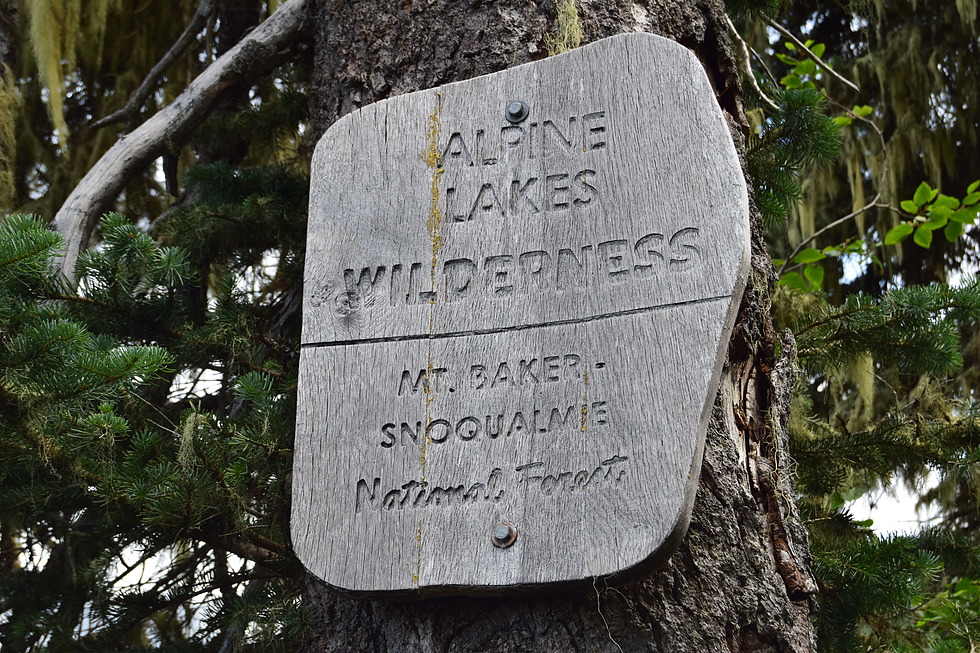 ALPINE
LAKES
WILDERNESS
MT. BAKER-
SNOQUALMIE
National Forest